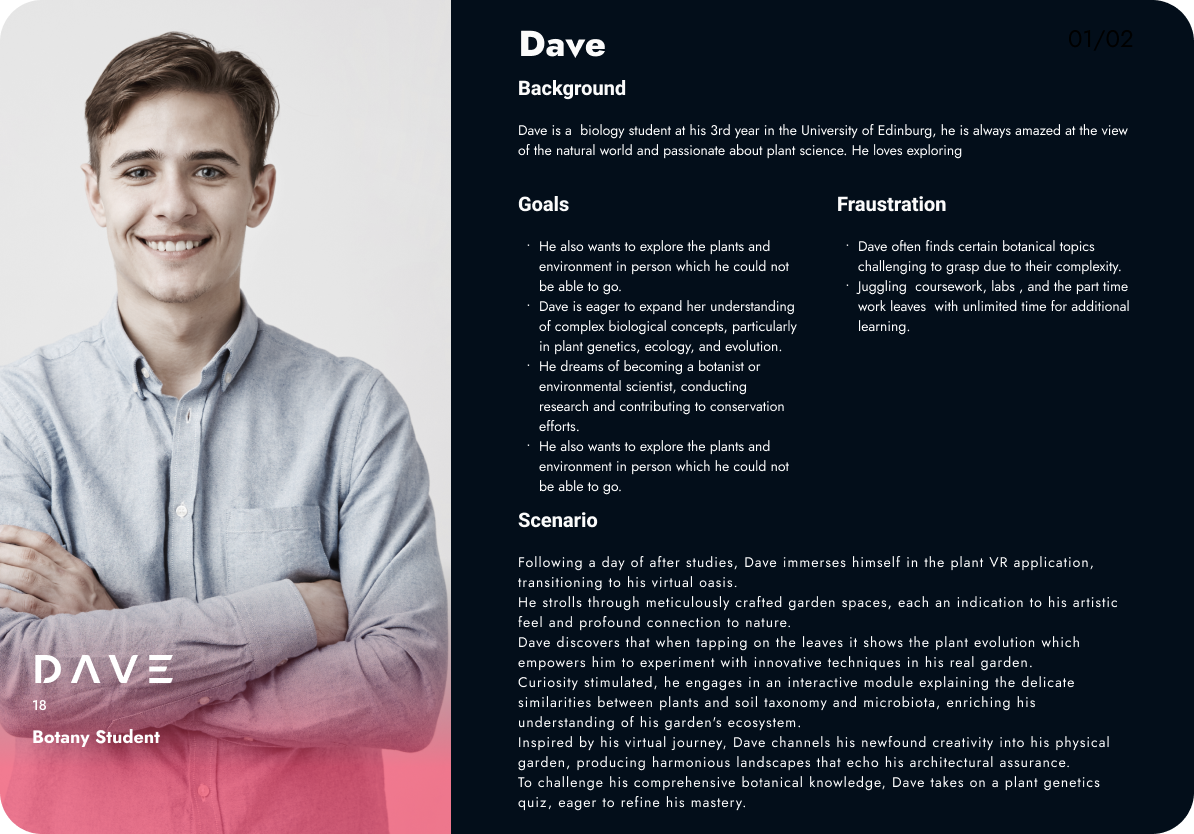 Dave
01/02
Background
Dave is a  biology student at his 3rd year in the University of Edinburg, he is always amazed at the view
of the natural world and passionate about plant science. He loves exploring
Goals
· He also wants to explore the plants and
environment in person which he could not
be able to go.
· Dave is eager to expand her understanding
of complex biological concepts, particularly
in plant genetics, ecology, and evolution.
· He dreams of becoming a botanist or
environmental scientist, conducting
research and contributing to conservation
efforts.
· He also wants to explore the plants and
environment in person which he could not
be able to go.
Fraustration
· Dave often finds certain botanical topics
challenging to grasp due to their complexity.
· Juggling  coursework, labs , and the part time
work leaves  with unlimited time for additional
learning.
Scenario
Following a day of after studies, Dave immerses himself in the plant VR application,
transitioning to his virtual oasis.
He strolls through meticulously crafted garden spaces, each an indication to his artistic
feel and profound connection to nature.
Dave discovers that when tapping on the leaves it shows the plant evolution which
empowers him to experiment with innovative techniques in his real garden.
Curiosity stimulated, he engages in an interactive module explaining the delicate
similarities between plants and soil taxonomy and microbiota, enriching his
understanding of his garden's ecosystem.
Inspired by his virtual journey, Dave channels his newfound creativity into his physical
garden, producing harmonious landscapes that echo his architectural assurance.
To challenge his comprehensive botanical knowledge, Dave takes on a plant genetics
quiz, eager to refine his mastery.
DAVE
18
Botany Student